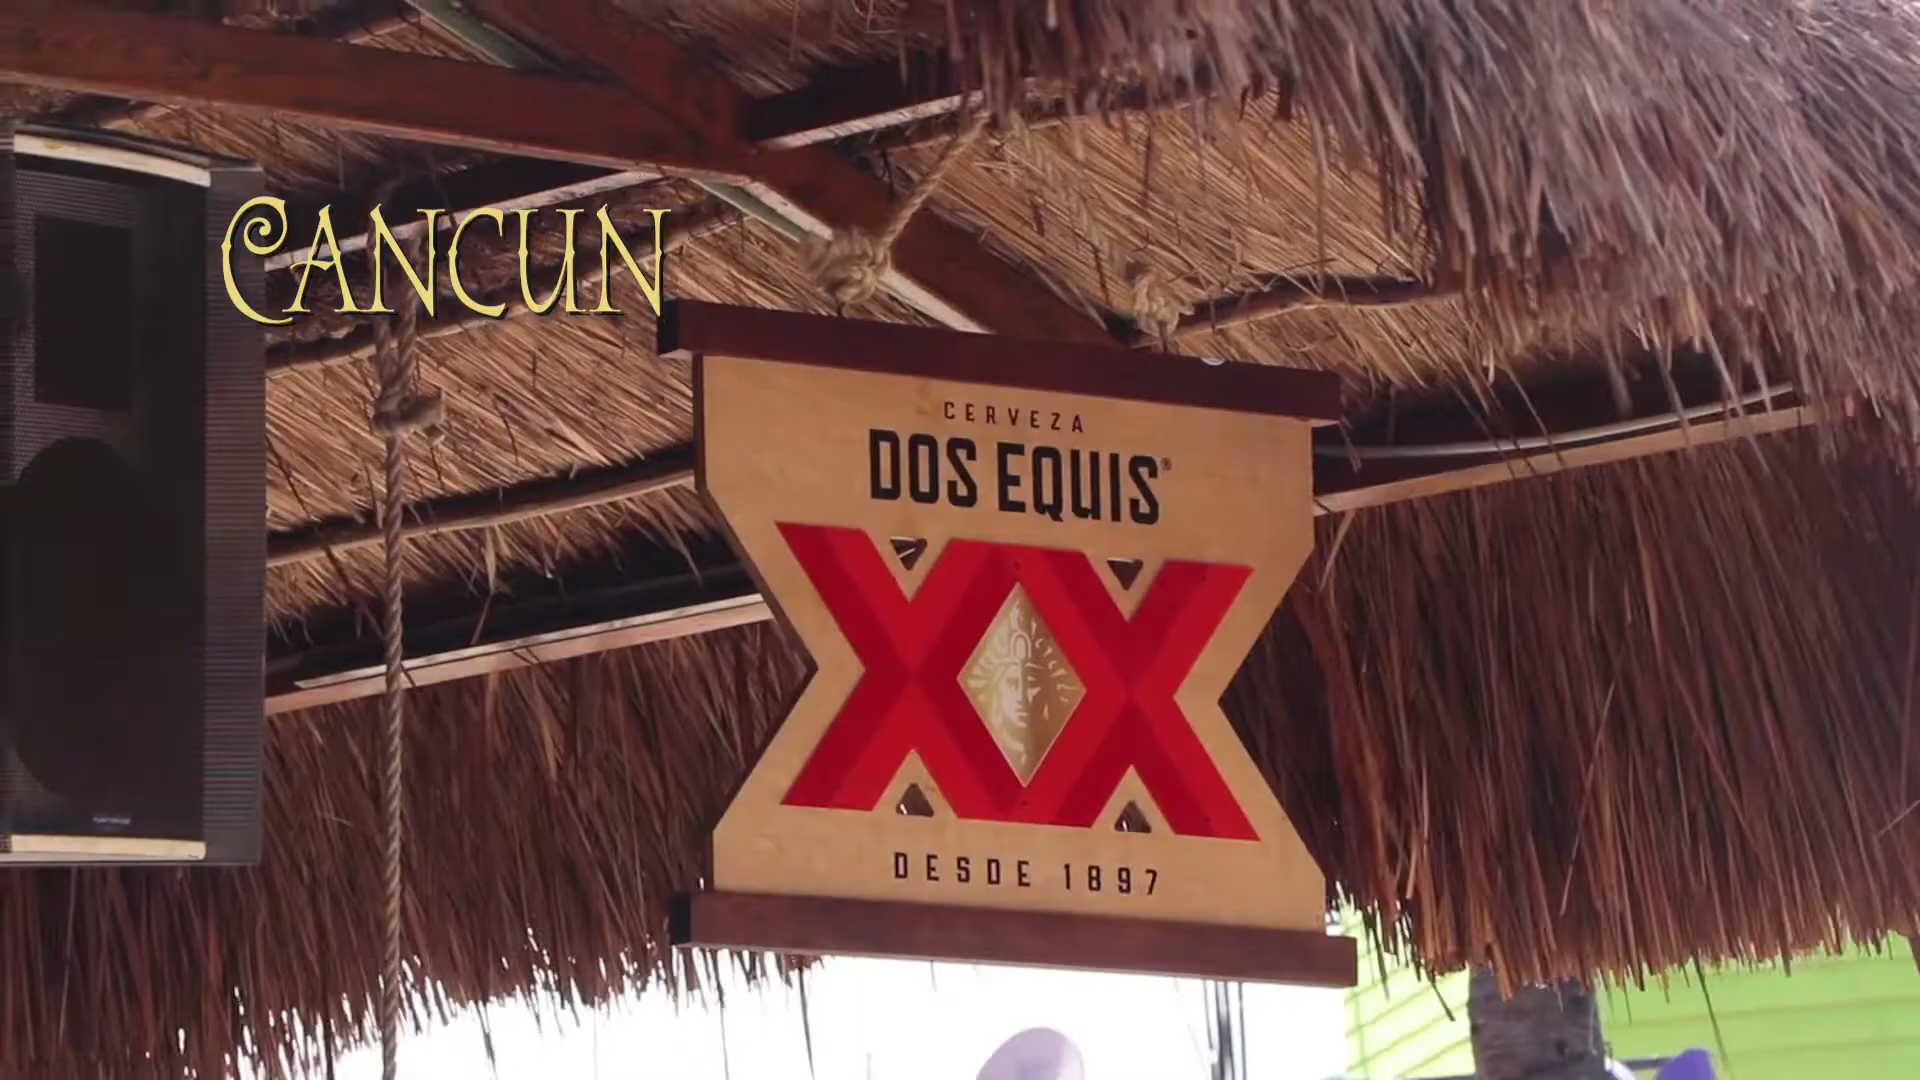 CANCUN
CERVEZA
DOS EQUIS®
XX
DESDE 1897